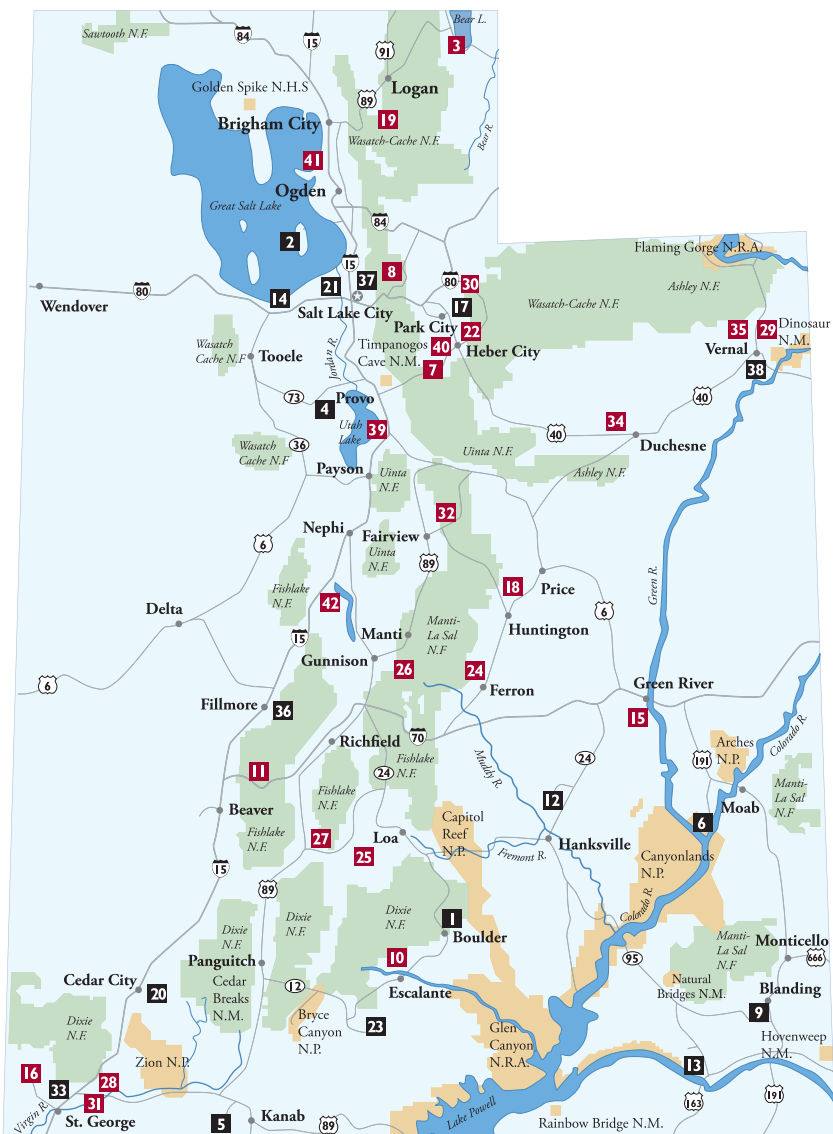 Bear L.
Sawtooth N.F.
84
15
3
91
Golden Spike N.H.S
Logan
89
19
Brigham City
Wasatch-Cache N.F.
Bear R.
41
Ogden
Great Salt Lake
84
2
Flaming Gorge N.R.A.
15
8
37
80
30
Ashley N.F.
21
Wendover
80
14
17
Wasatch-Cache N.F.
Salt Lake City
Park City
22
35
29
Dinosaur
N.M.
Wasatch
Cache N.F
Jordan R.
Timpanogos
Cave N.M.
40
Heber City
Vernal
Tooele
7
38
73
4
Provo
40
Utah
Lake
39
34
36
40
Duchesne
Wasatch
Cache N.F
Uinta N.F.
Payson
Uinta
N.F.
Ashley N.F.
32
Nephi
Fairview
6
Uinta
N.F.
89
Green R.
Fishlake
N.F.
18
Price
42
6
Delta
Manti-
La Sal
N.F
Huntington
15
Manti
Gunnison
26
24
6
Ferron
Green River
Fillmore
36
15
Colorado R.
Richfield
70
Arches
N.P.
Muddy R.
191
11
24
Fishlake
N.F.
24
Manti-
La Sal
N.F
Fishlake
N.F.
12
Moab
Beaver
Capitol
Reef
N.P.
6
Fishlake
N.F.
27
Loa
Hanksville
25
Fremont R.
Canyonlands
N.P.
15
89
Colorado R.
Dixie
N.F.
Dixie
N.F.
Dixie
N.F.
1
Boulder
Manti-
La Sal
N.F
Monticello
Panguitch
10
95
666
Cedar City
Cedar
Breaks
N.M.
12
Escalante
Natural
Bridges N.M.
Blanding
20
Bryce
Canyon
N.P.
23
9
Dixie
N.F.
Glen
Canyon
N.R.A.
Hovenweep
N.M.
Zion N.P.
16
33
28
13
31
Virgin R.
St. George
5
Kanab
89
Lake Powell
163
191
Rainbow Bridge N.M.